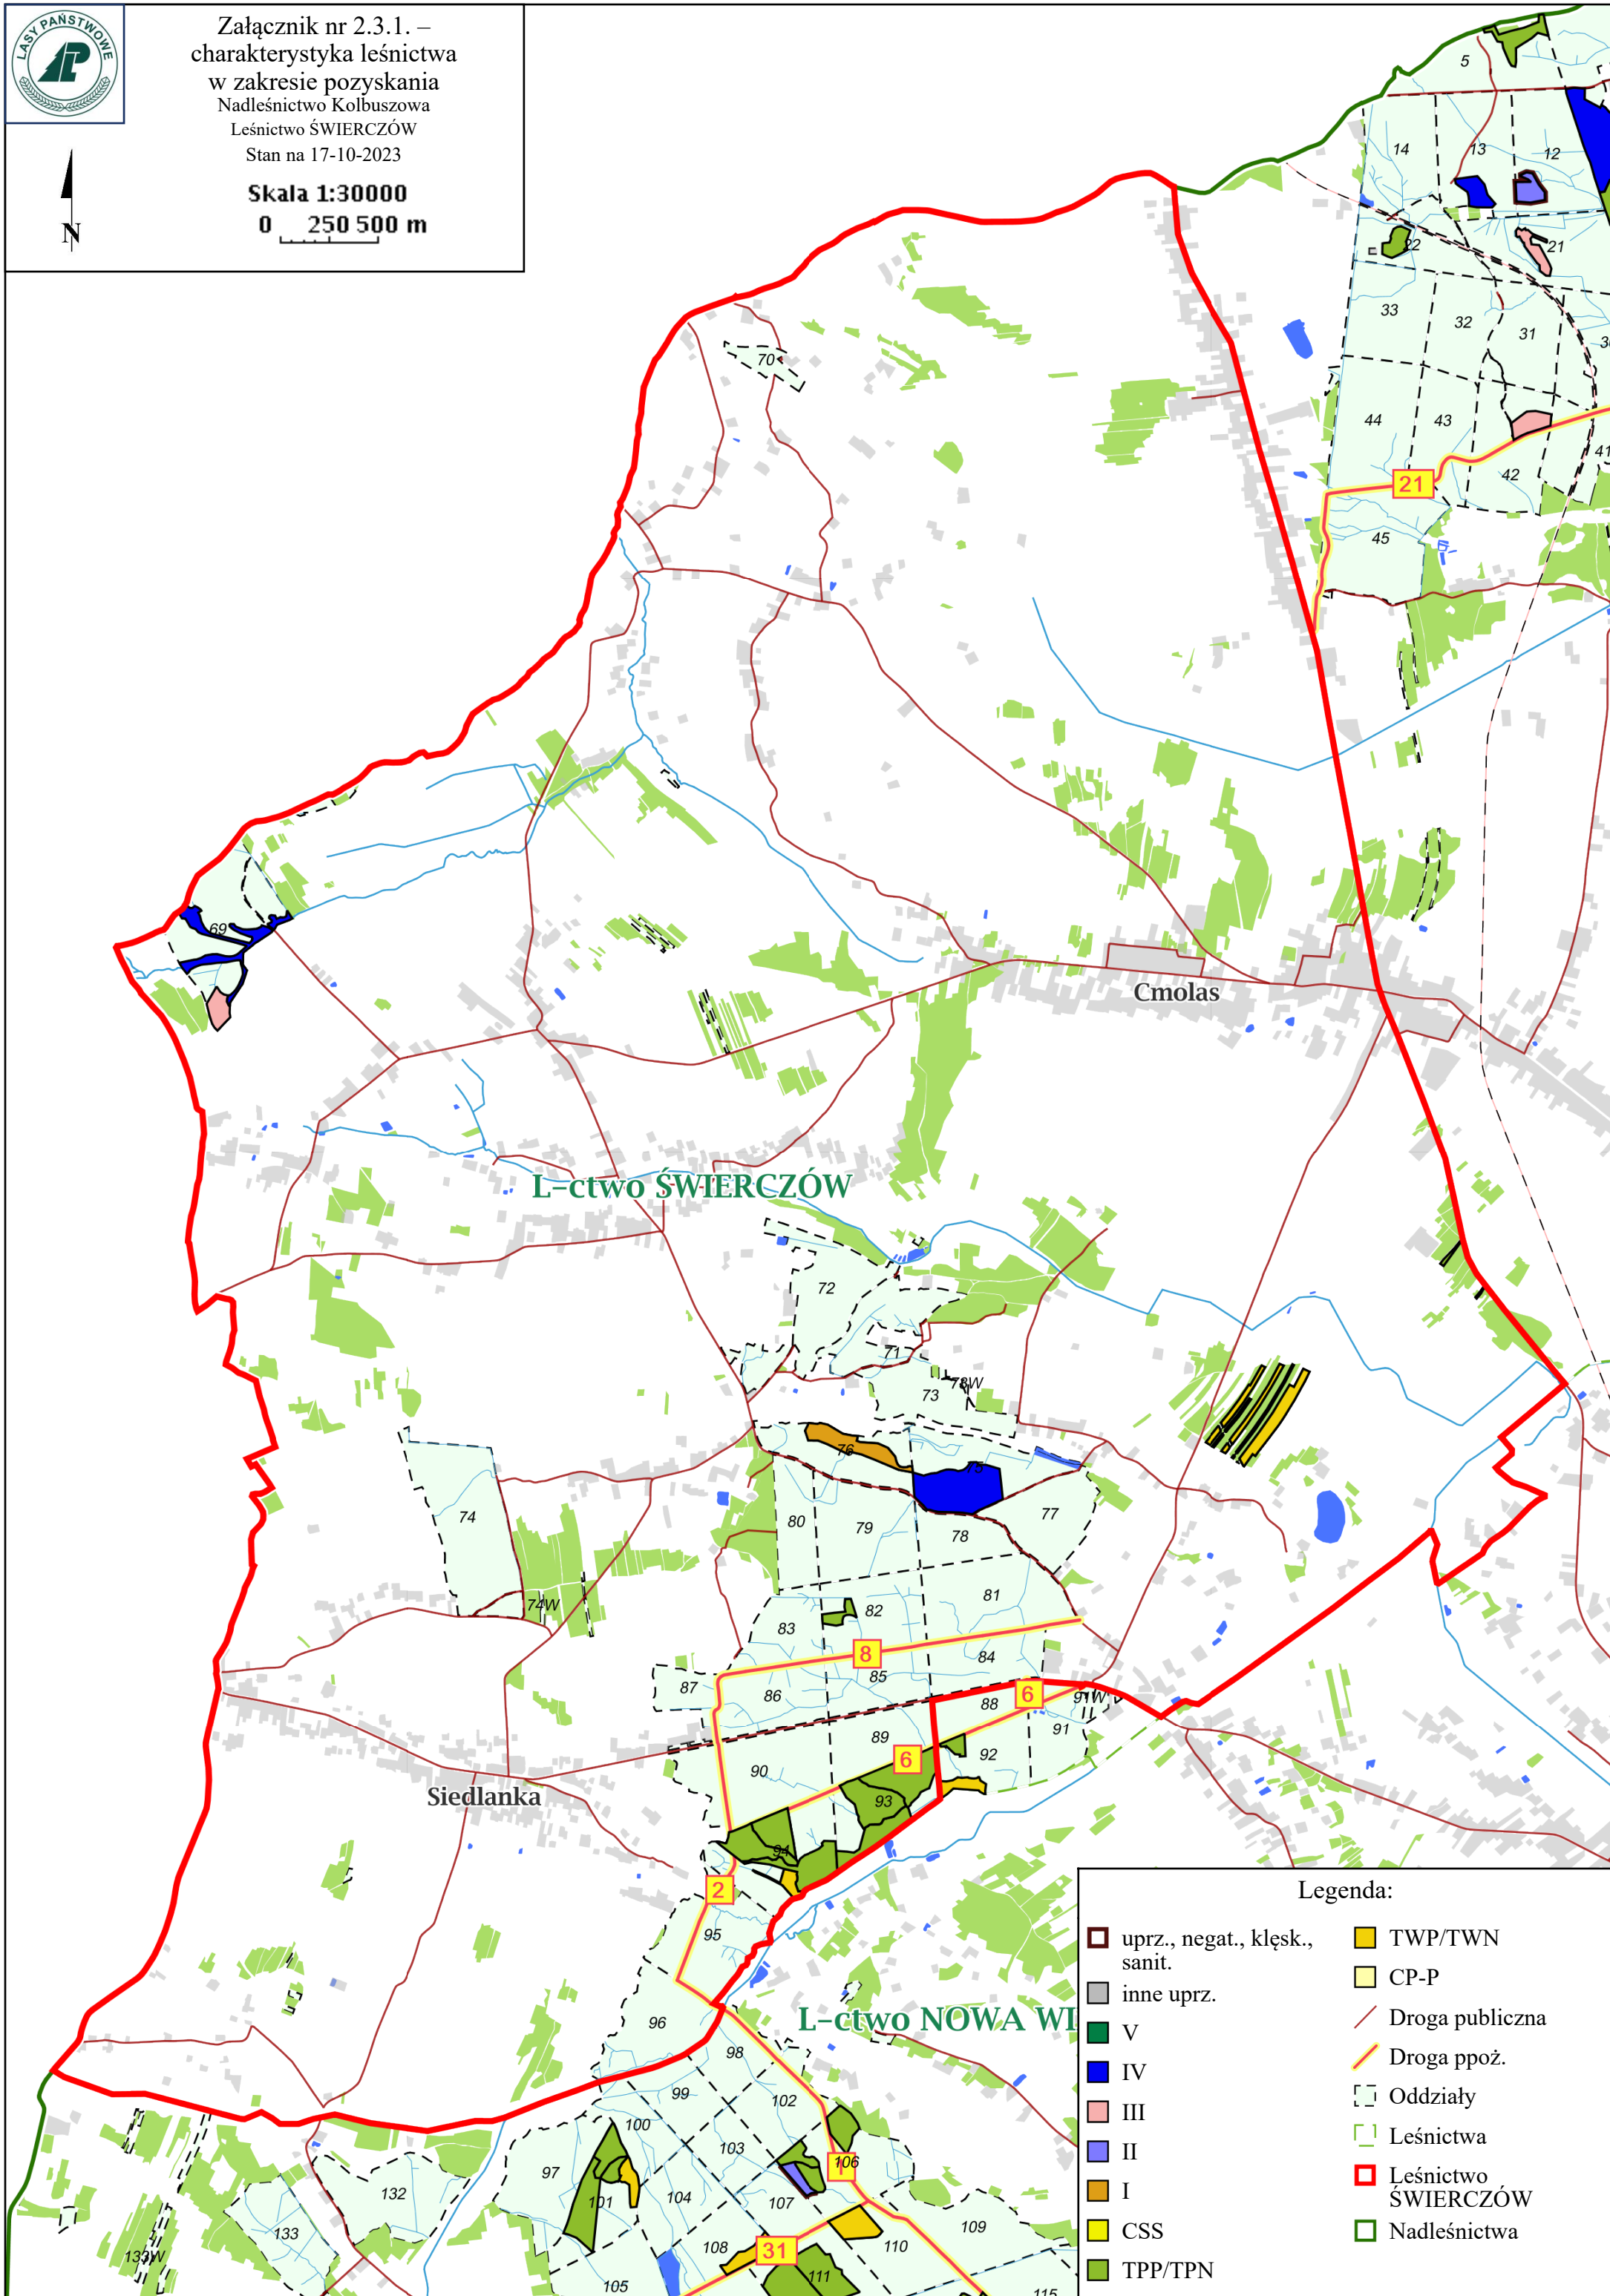 LASY PAŃSTWOWE
Załącznik nr 2.3.1. –
charakterystyka leśnictwa
w zakresie pozyskania
Nadleśnictwo Kolbuszowa
Leśnictwo ŚWIERCZÓW
Stan na 17-10-2023
Skala 1:30000
0 250 500 m
N
5
14
13
12
22
21
33
32
31
44
43
42
41
21
45
70
69
Cmolas
L-ctwo ŚWIERCZÓW
72
71
73
73W
76
75
74
80
79
78
77
74W
83
82
81
8
84
85
87
86
6
88
91W
91
89
6
92
90
93
94
Siedlanka
2
95
96
L-ctwo NOWA WI
98
99
102
100
103
106
97
101
104
107
132
133
133W
108
31
109
110
105
111
115
Legenda:
uprz., negat., klęsk.,
sanit.
inne uprz.
V
IV
III
II
I
CSS
TPP/TPN
TWP/TWN
CP-P
Droga publiczna
Droga ppoż.
Oddziały
Leśnictwa
Leśnictwo
ŚWIERCZÓW
Nadleśnictwa